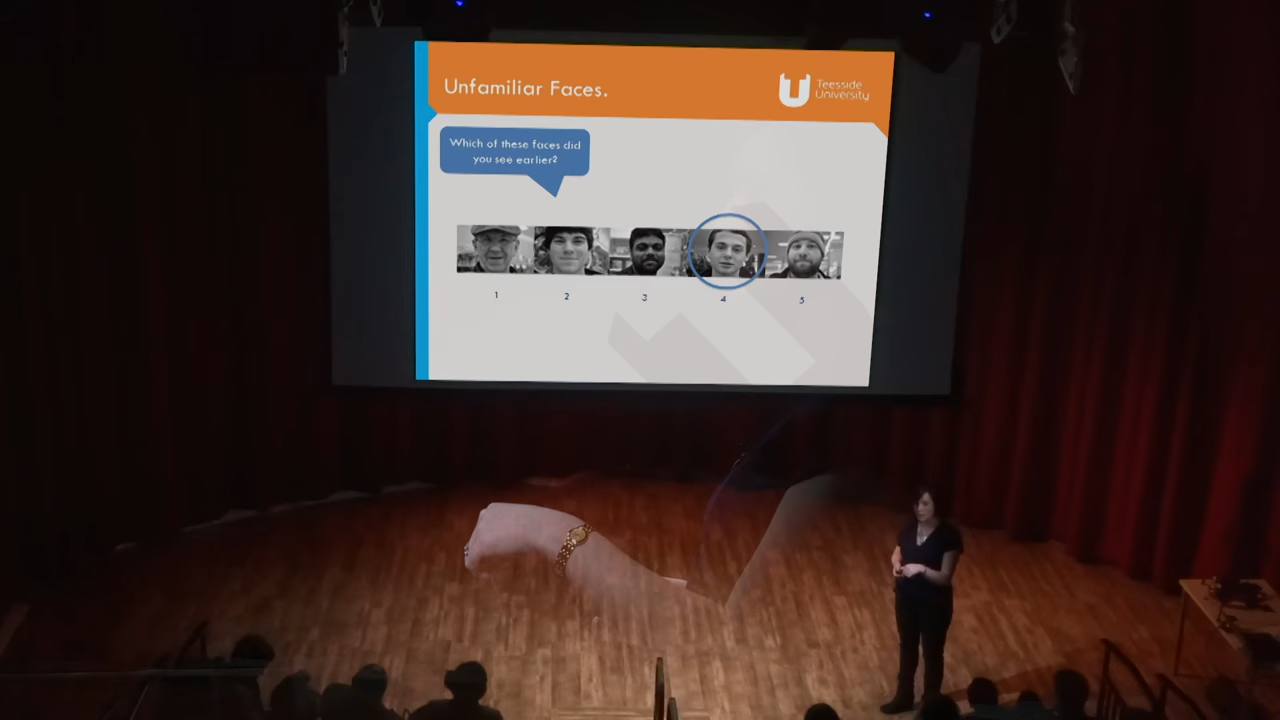 Unfamiliar Faces.
Teesside
University
Which of these faces did
you see earlier?
1
2
3
4
5